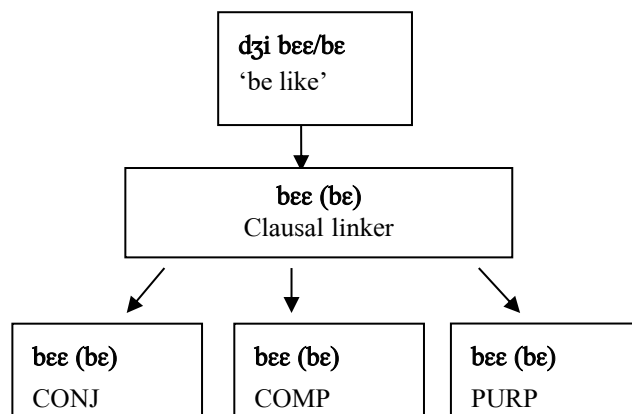 dʒi bɛɛ/bɛ
‘be like’
bɛɛ (bɛ)
Clausal linker
bɛɛ (bɛ)
CONJ
bɛɛ (bɛ)
COMP
bɛɛ (bɛ)
PURP